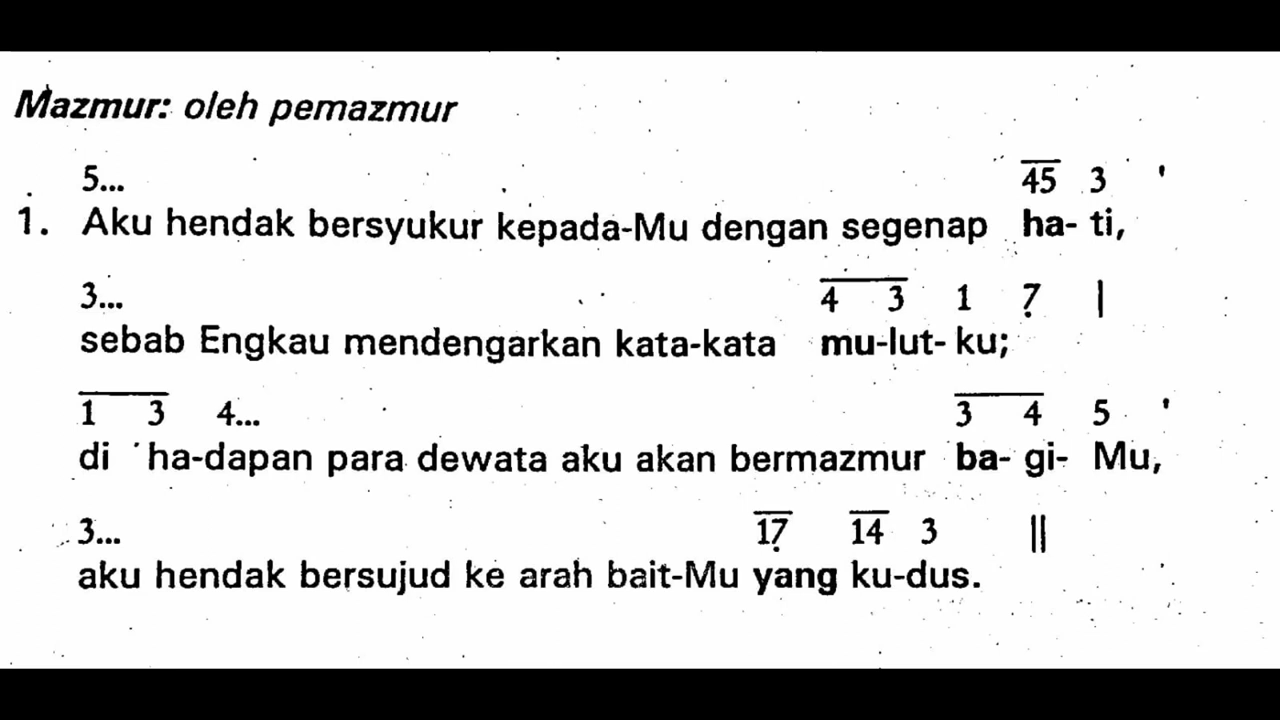 Mazmur: oleh pemazmur
5... 45 3 '
1. Aku hendak bersyukur kepada-Mu dengan segenap ha- ti,
3... 4 3 1 7̣ |
sebab Engkau mendengarkan kata-kata mu-lut- ku;
1 3 4... 3 4 5 '
di ha-dapan para dewata aku akan bermazmur ba- gi- Mu,
3... 17̣ 14 3 ||
aku hendak bersujud ke arah bait-Mu yang ku-dus.